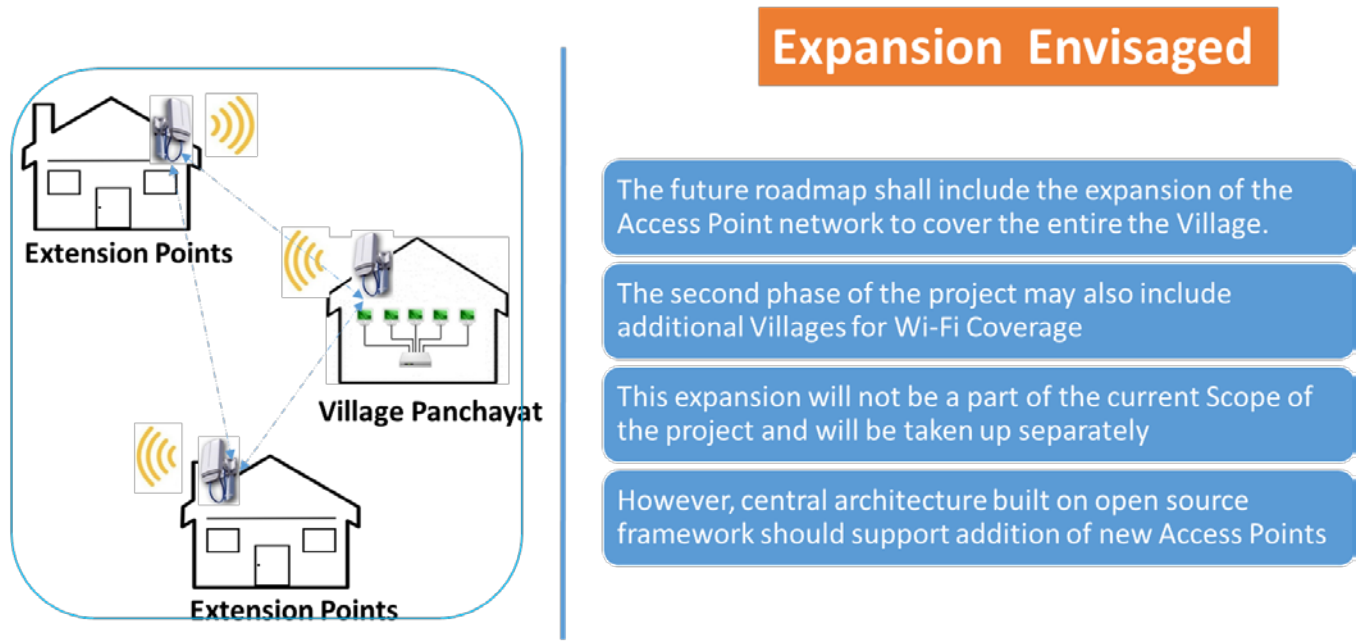 Expansion Envisaged
Extension Points
Village Panchayat
Extension Points
The future roadmap shall include the expansion of the
Access Point network to cover the entire the Village.
The second phase of the project may also include
additional Villages for Wi-Fi Coverage
This expansion will not be a part of the current Scope of
the project and will be taken up separately
However, central architecture built on open source
framework should support addition of new Access Points